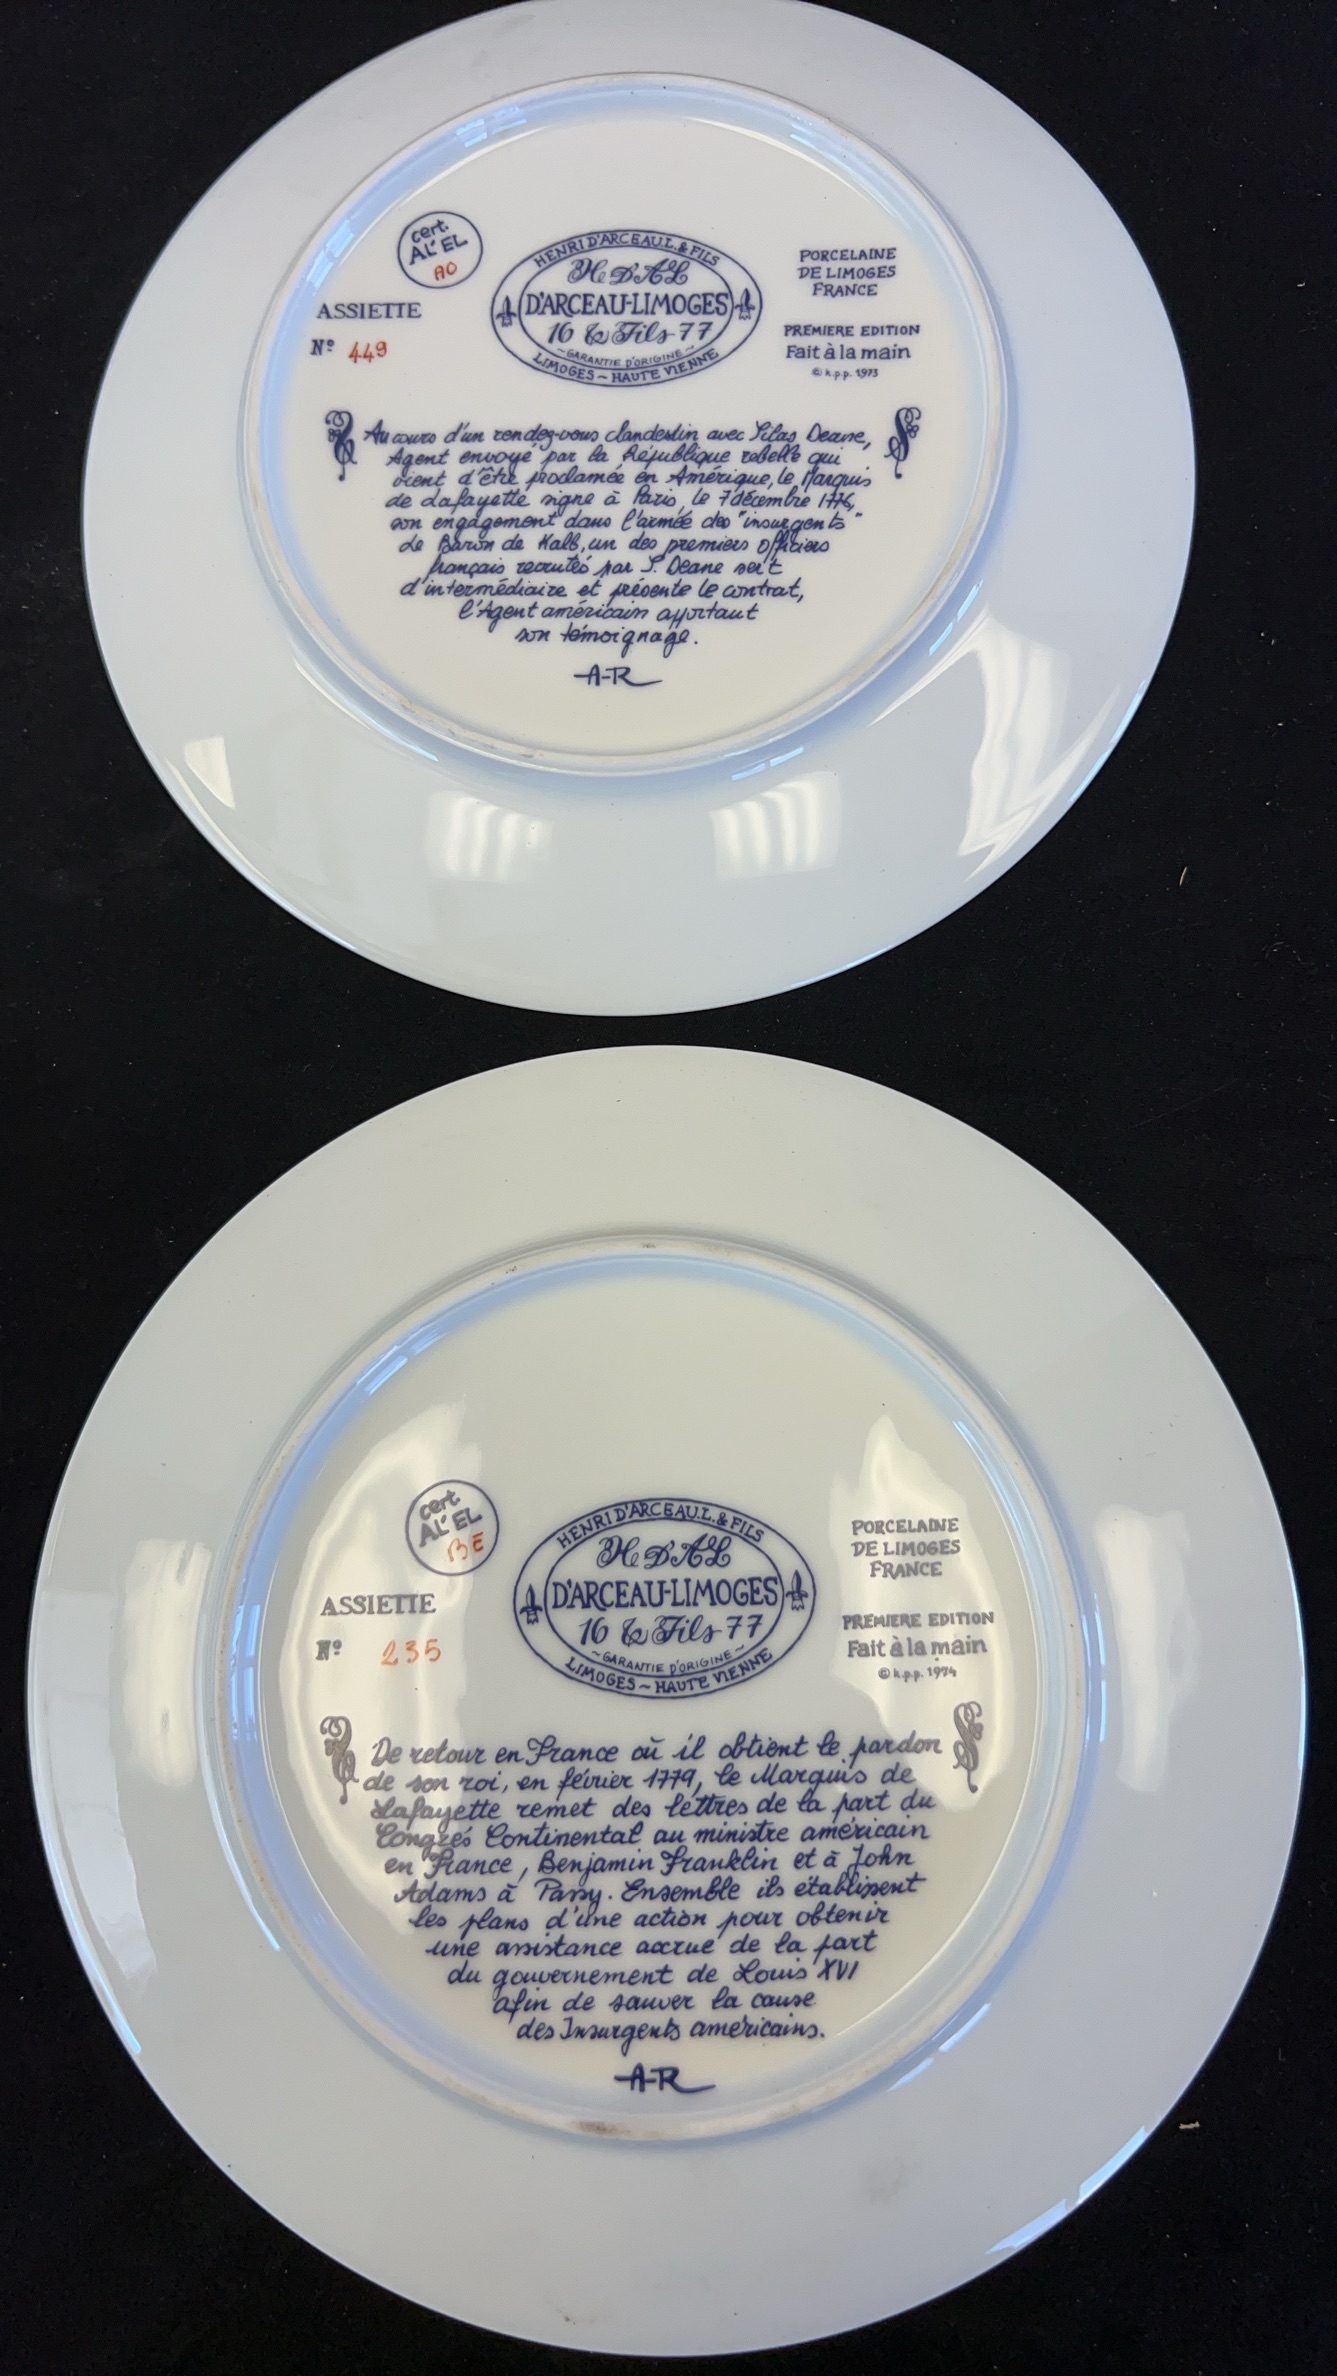 cert.
AL' EL
AO
ASSIETTE
Nº 449
HENRI D'ARCEAU.L. & FILS
H. D'A & L
D'ARCEAU-LIMOGES
16 & Fils 77
~GARANTIE D'ORIGINE~
LIMOGES ~ HAUTE VIENNE
PORCELAINE
DE LIMOGES
FRANCE
PREMIERE EDITION
Fait à la main
© k.p.p. 1973
Au cours d'un rendez-vous clandestin avec Silas Deane,
Agent envoyé par la République rebelle qui
vient d'être proclamée en Amérique, le Marquis
de Lafayette signe à Paris, le 7 décembre 1776,
son engagement dans l'armée des "insurgents"
Le Baron de Kalb, un des premiers officiers
français recrutés par S. Deane sert
d'intermédiaire et présente le contrat,
l'Agent américain apportant
son témoignage.
A-R
cert.
AL' EL
BE
ASSIETTE
Nº 235
HENRI D'ARCEAU.L. & FILS
H. D'A & L
D'ARCEAU-LIMOGES
16 & Fils 77
~GARANTIE D'ORIGINE~
LIMOGES ~ HAUTE VIENNE
PORCELAINE
DE LIMOGES
FRANCE
PREMIERE EDITION
Fait à la main
© k.p.p. 1974
De retour en France où il obtient le pardon
de son roi, en février 1779, le Marquis de
Lafayette remet des lettres de la part du
Congrés Continental au ministre américain
en France, Benjamin Franklin et à John
Adams à Passy. Ensemble ils établissent
les plans d'une action pour obtenir
une assistance accrue de la part
du gouvernement de Louis XVI
afin de sauver la cause
des Insurgents américains.
A-R